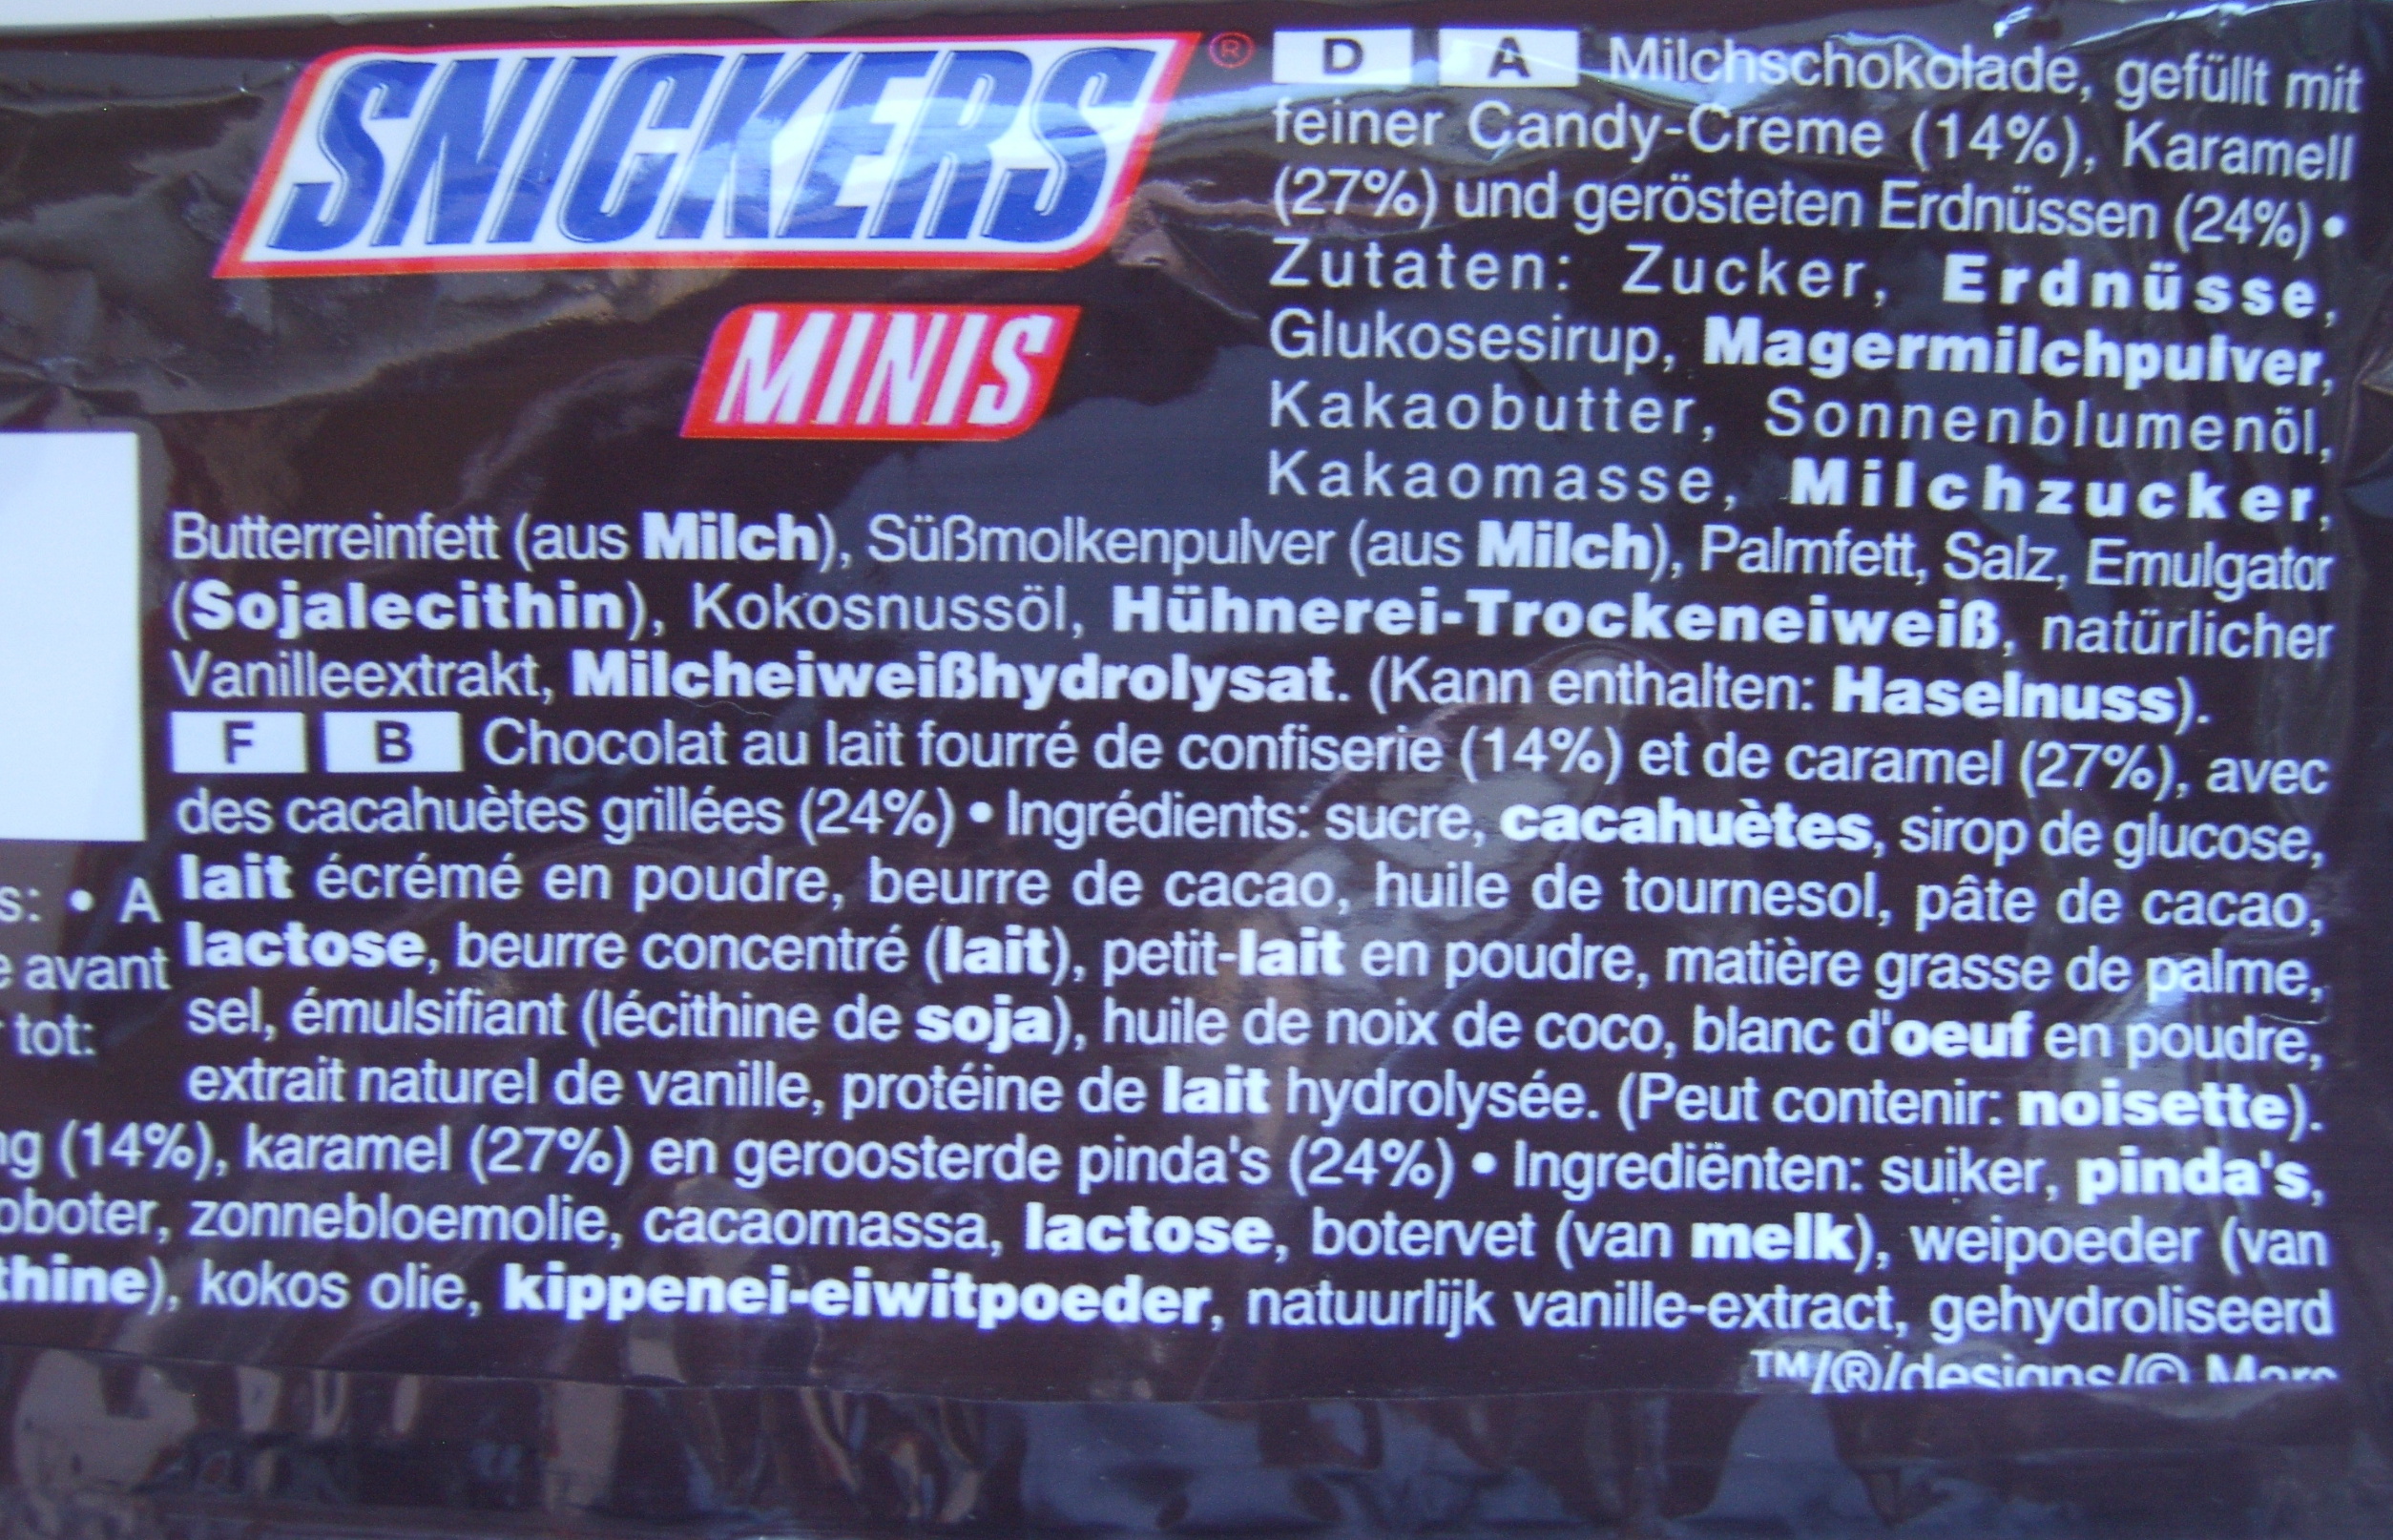 SNICKERS®
MINIS
D A Milchschokolade, gefüllt mit
feiner Candy-Creme (14%), Karamell
(27%) und gerösteten Erdnüssen (24%) •
Zutaten: Zucker, Erdnüsse,
Glukosesirup, Magermilchpulver,
Kakaobutter, Sonnenblumenöl,
Kakaomasse, Milchzucker,
Butterreinfett (aus Milch), Süßmolkenpulver (aus Milch), Palmfett, Salz, Emulgator
(Sojalecithin), Kokosnussöl, Hühnerei-Trockeneiweiß, natürlicher
Vanilleextrakt, Milcheiweißhydrolysat. (Kann enthalten: Haselnuss).
F B Chocolat au lait fourré de confiserie (14%) et de caramel (27%), avec
des cacahuètes grillées (24%) • Ingrédients: sucre, cacahuètes, sirop de glucose,
lait écrémé en poudre, beurre de cacao, huile de tournesol, pâte de cacao,
lactose, beurre concentré (lait), petit-lait en poudre, matière grasse de palme,
sel, émulsifiant (lécithine de soja), huile de noix de coco, blanc d'oeuf en poudre,
extrait naturel de vanille, protéine de lait hydrolysée. (Peut contenir: noisette).
s: • A
avant
tot:
ng (14%), karamel (27%) en geroosterde pinda's (24%) • Ingrediënten: suiker, pinda's,
oboter, zonnebloemolie, cacaomassa, lactose, botervet (van melk), weipoeder (van
thine), kokos olie, kippenei-eiwitpoeder, natuurlijk vanille-extract, gehydroliseerd
™/®/designs/© Mars